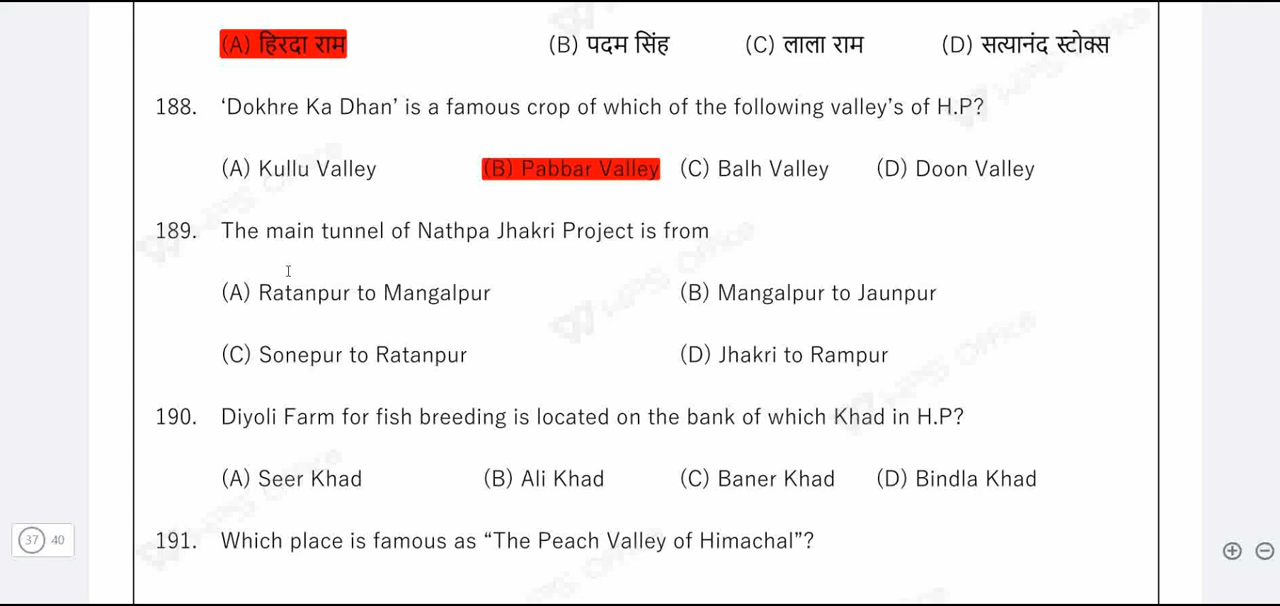 (A) हिरदा राम (B) पदम सिंह (C) लाला राम (D) सत्यानंद स्टोक्स
188. ‘Dokhre Ka Dhan’ is a famous crop of which of the following valley’s of H.P?
(A) Kullu Valley (B) Pabbar Valley (C) Balh Valley (D) Doon Valley
189. The main tunnel of Nathpa Jhakri Project is from
(A) Ratanpur to Mangalpur (B) Mangalpur to Jaunpur
(C) Sonepur to Ratanpur (D) Jhakri to Rampur
190. Diyoli Farm for fish breeding is located on the bank of which Khad in H.P?
(A) Seer Khad (B) Ali Khad (C) Baner Khad (D) Bindla Khad
37 40
191. Which place is famous as “The Peach Valley of Himachal”?